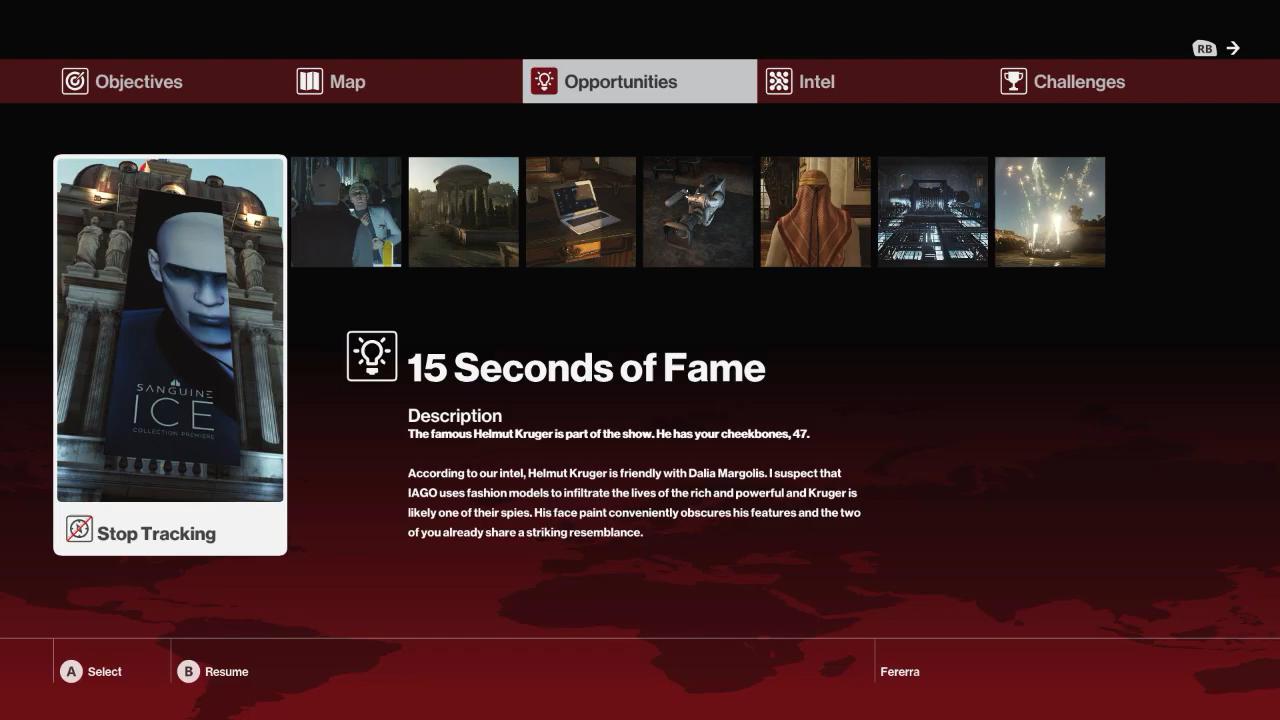 RB
Objectives
Map
Opportunities
Intel
Challenges
SANGUINE
ICE
COLLECTION PREMIERE
Stop Tracking
15 Seconds of Fame
Description
The famous Helmut Kruger is part of the show. He has your cheekbones, 47.
According to our intel, Helmut Kruger is friendly with Dalia Margolis. I suspect that
IAGO uses fashion models to infiltrate the lives of the rich and powerful and Kruger is
likely one of their spies. His face paint conveniently obscures his features and the two
of you already share a striking resemblance.
A Select
B Resume
Fererra